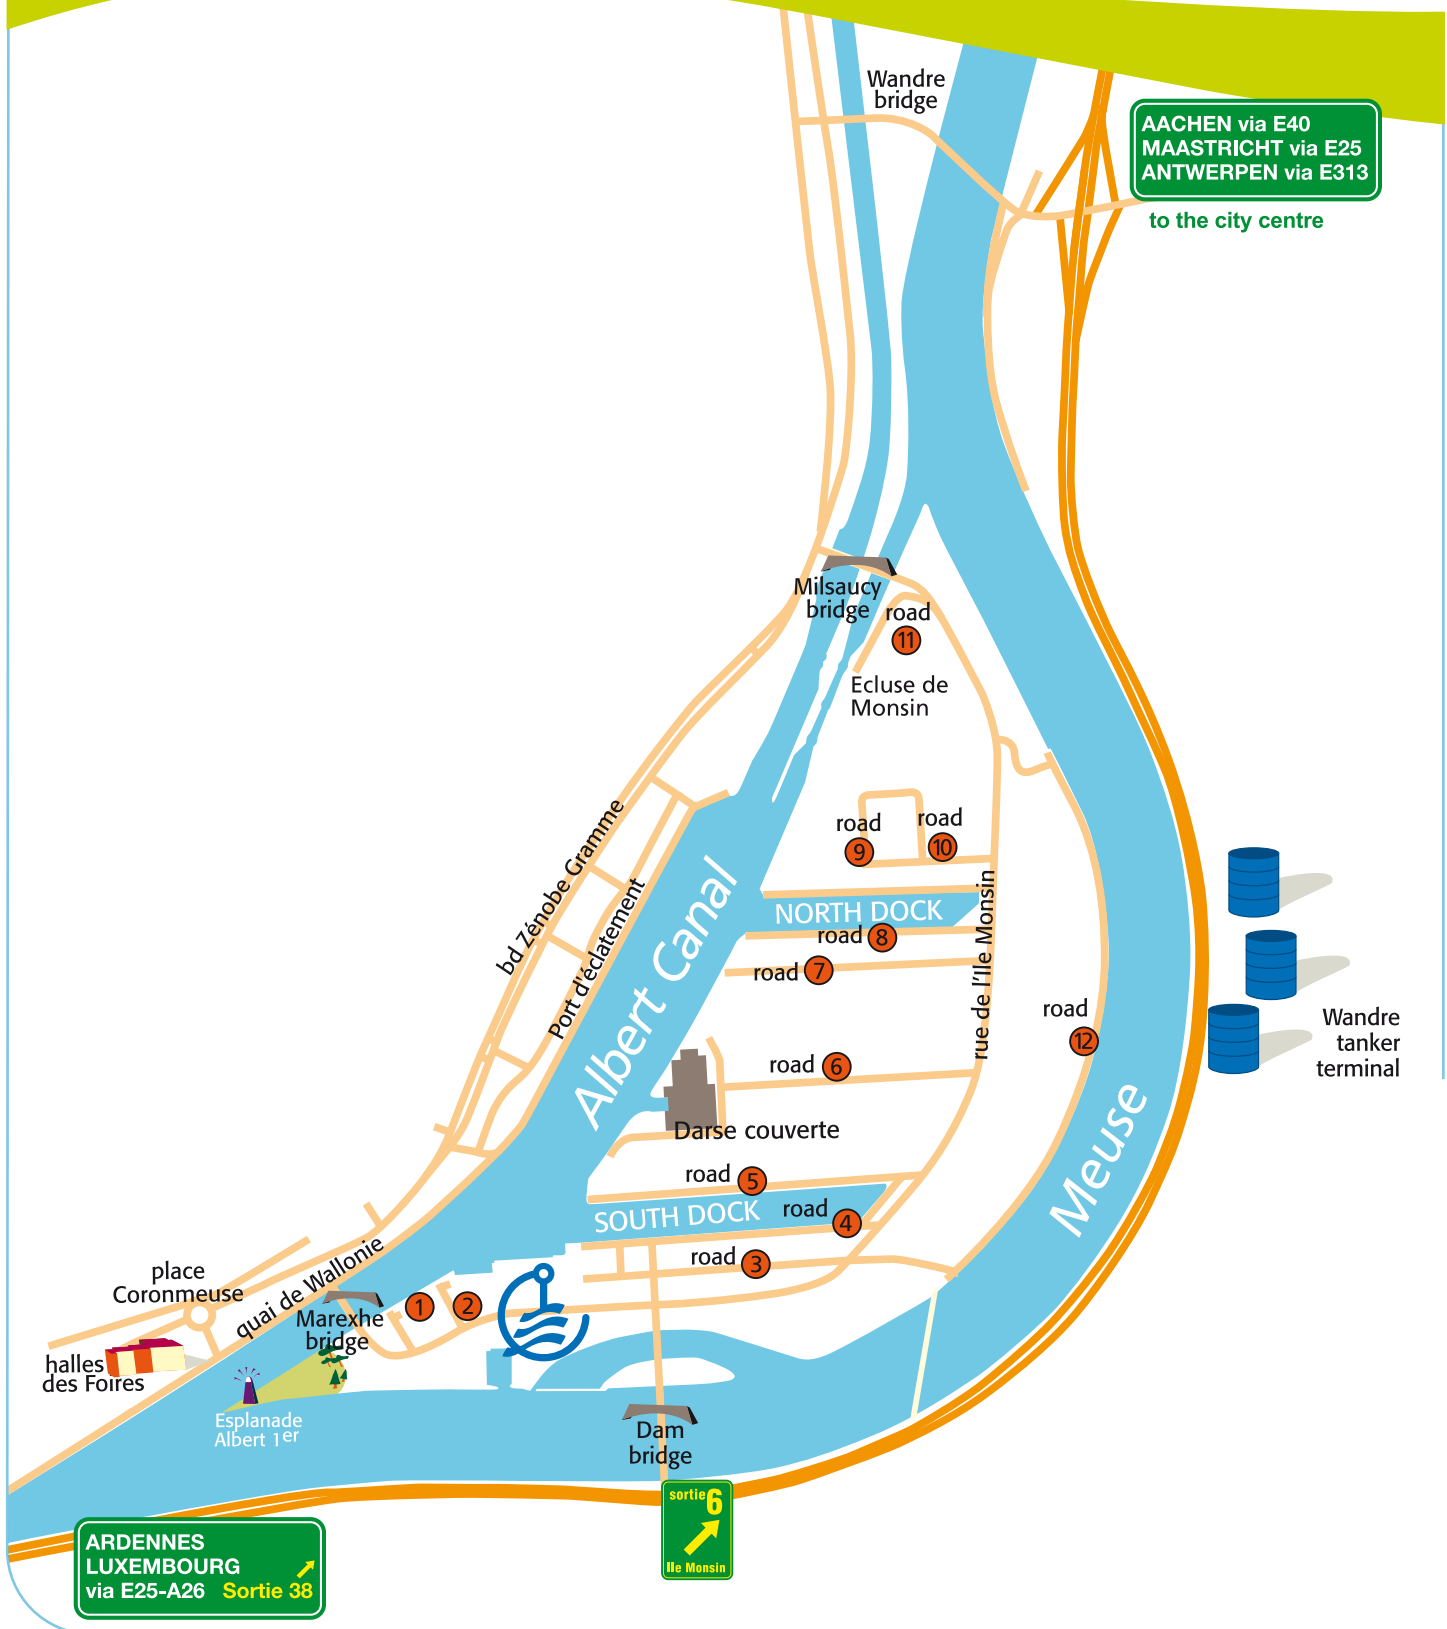 Wandre
bridge
AACHEN via E40
MAASTRICHT via E25
ANTWERPEN via E313
to the city centre
Milsaucy
bridge
road
11
Ecluse de
Monsin
bd Zénobe Gramme
Port d'éclatement
Albert Canal
road
9
road
10
NORTH DOCK
road 8
road 7
rue de l'Ile Monsin
road
12
Wandre
tanker
terminal
road 6
Darse couverte
Meuse
road 5
SOUTH DOCK
road 4
road 3
place
Coronmeuse
quai de Wallonie
Marexhe
bridge
1
2
halles
des Foires
Esplanade
Albert 1er
Dam
bridge
sortie 6
Ile Monsin
ARDENNES
LUXEMBOURG
via E25-A26 Sortie 38